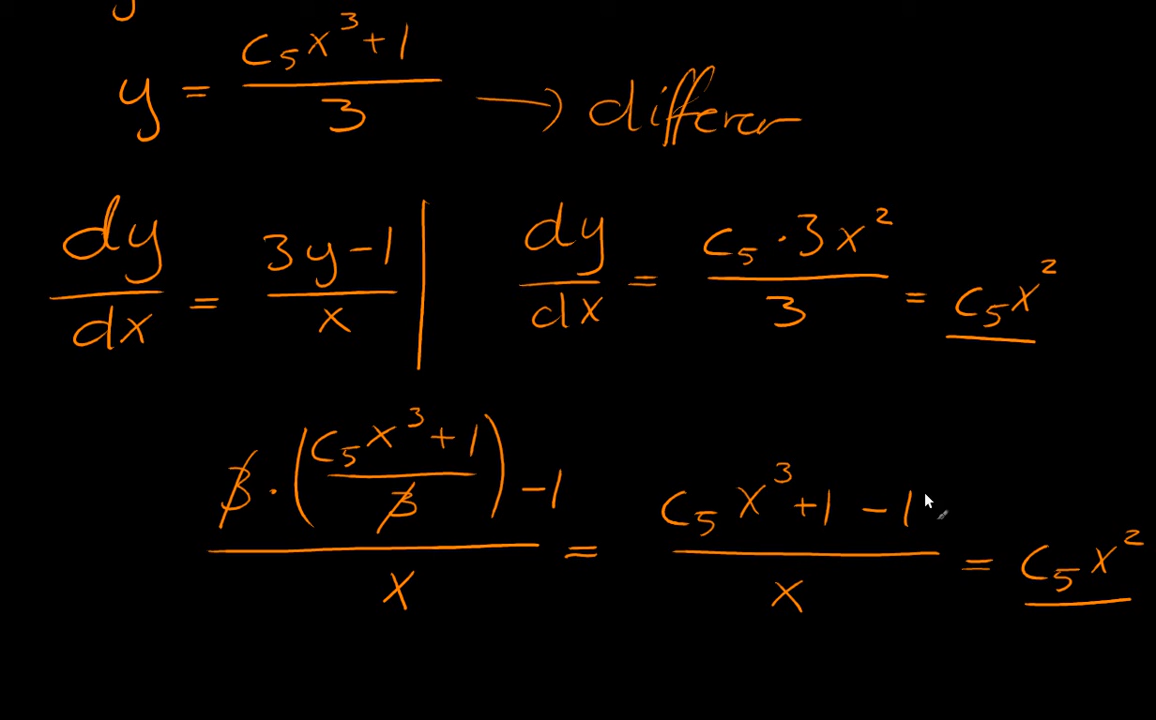 y = (c₅x³+1)/3 → differen
dy/dx = (3y-1)/x | dy/dx = (c₅·3x²)/3 = c₅x²
(3·((c₅x³+1)/3)-1)/x = (c₅x³+1-1)/x = c₅x²